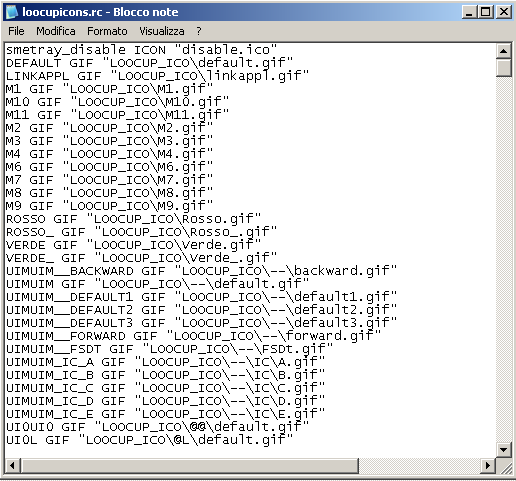 loocupicons.rc - Blocco note
File Modifica Formato Visualizza ?
smetray_disable ICON "disable.ico"
DEFAULT GIF "LOOCUP_ICO\default.gif"
LINKAPPL GIF "LOOCUP_ICO\linkappl.gif"
M1 GIF "LOOCUP_ICO\M1.gif"
M10 GIF "LOOCUP_ICO\M10.gif"
M11 GIF "LOOCUP_ICO\M11.gif"
M2 GIF "LOOCUP_ICO\M2.gif"
M3 GIF "LOOCUP_ICO\M3.gif"
M4 GIF "LOOCUP_ICO\M4.gif"
M6 GIF "LOOCUP_ICO\M6.gif"
M7 GIF "LOOCUP_ICO\M7.gif"
M8 GIF "LOOCUP_ICO\M8.gif"
M9 GIF "LOOCUP_ICO\M9.gif"
ROSSO GIF "LOOCUP_ICO\Rosso.gif"
ROSSO_ GIF "LOOCUP_ICO\Rosso_.gif"
VERDE GIF "LOOCUP_ICO\Verde.gif"
VERDE_ GIF "LOOCUP_ICO\Verde_.gif"
UIMUIM__BACKWARD GIF "LOOCUP_ICO\--\backward.gif"
UIMUIM GIF "LOOCUP_ICO\--\default.gif"
UIMUIM__DEFAULT1 GIF "LOOCUP_ICO\--\default1.gif"
UIMUIM__DEFAULT2 GIF "LOOCUP_ICO\--\default2.gif"
UIMUIM__DEFAULT3 GIF "LOOCUP_ICO\--\default3.gif"
UIMUIM__FORWARD GIF "LOOCUP_ICO\--\forward.gif"
UIMUIM__FSDT GIF "LOOCUP_ICO\--\FSDt.gif"
UIMUIM_IC_A GIF "LOOCUP_ICO\--\IC\A.gif"
UIMUIM_IC_B GIF "LOOCUP_ICO\--\IC\B.gif"
UIMUIM_IC_C GIF "LOOCUP_ICO\--\IC\C.gif"
UIMUIM_IC_D GIF "LOOCUP_ICO\--\IC\D.gif"
UIMUIM_IC_E GIF "LOOCUP_ICO\--\IC\E.gif"
UI0UI0 GIF "LOOCUP_ICO\@@\default.gif"
UI0L GIF "LOOCUP_ICO\@L\default.gif"